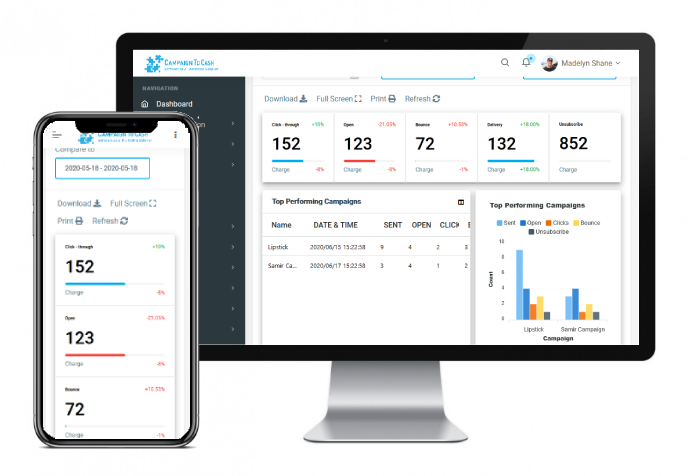 CAMPAIGNTOCASH
Madelyn Shane
NAVIGATION
Dashboard
Download
Full Screen
Print
Refresh
Click - through +10%
152
Charge -8%
Open -21.05%
123
Charge -8%
Bounce +10.53%
72
Charge -1%
Delivery +18.00%
132
Charge +18.00%
Unsubscribe
852
Charge
Top Performing Campaigns
Name DATE & TIME SENT OPEN CLICK
Lipstick 2020/06/15 15:22:58 9 4 2 3
Samir Ca... 2020/06/17 15:22:58 3 4 1 2
Top Performing Campaigns
Sent Open Clicks Bounce
Unsubscribe
Count
10
8
6
4
2
0
Lipstick Samir Campaign
Campaign
CAMPAIGNTOCASH
Compare to
2020-05-18 - 2020-05-18
Download Full Screen
Print Refresh
Click - through +10%
152
Charge -8%
Open -21.05%
123
Charge -8%
Bounce +10.53%
72
Charge -1%